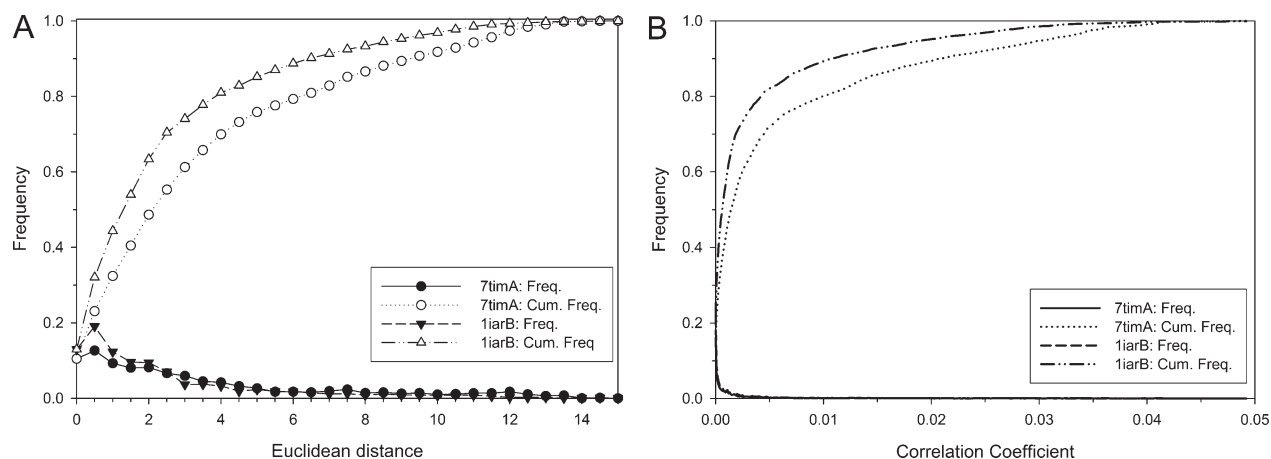 A
1.0
0.8
0.6
0.4
0.2
0.0
Frequency
0 2 4 6 8 10 12 14
Euclidean distance
7timA: Freq.
7timA: Cum. Freq.
1iarB: Freq.
1iarB: Cum. Freq
B
1.0
0.8
0.6
0.4
0.2
0.0
Frequency
0.00 0.01 0.02 0.03 0.04 0.05
Correlation Coefficient
7timA: Freq.
7timA: Cum. Freq.
1iarB: Freq.
1iarB: Cum. Freq.